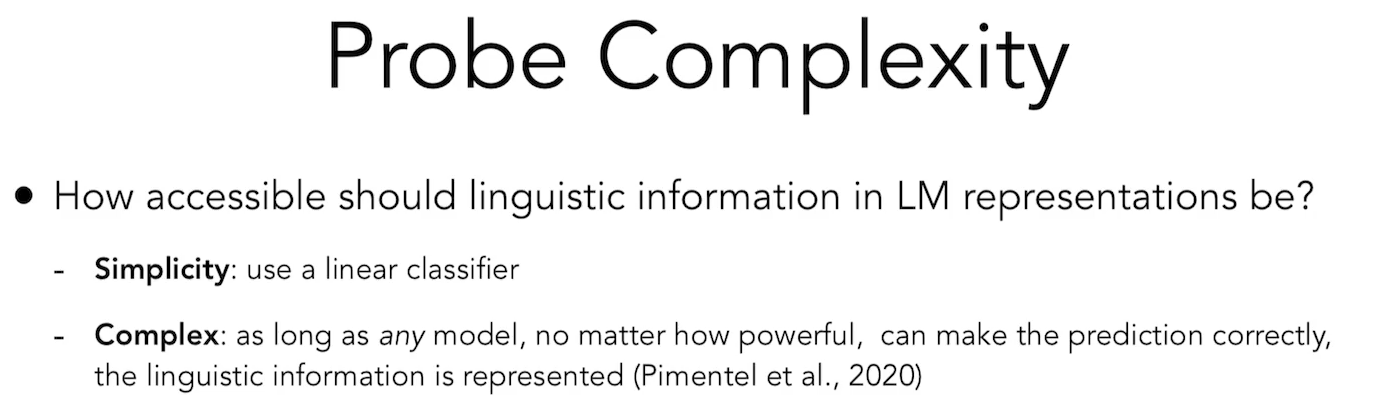 Probe Complexity
• How accessible should linguistic information in LM representations be?
- Simplicity: use a linear classifier
- Complex: as long as any model, no matter how powerful,  can make the prediction correctly,
the linguistic information is represented (Pimentel et al., 2020)